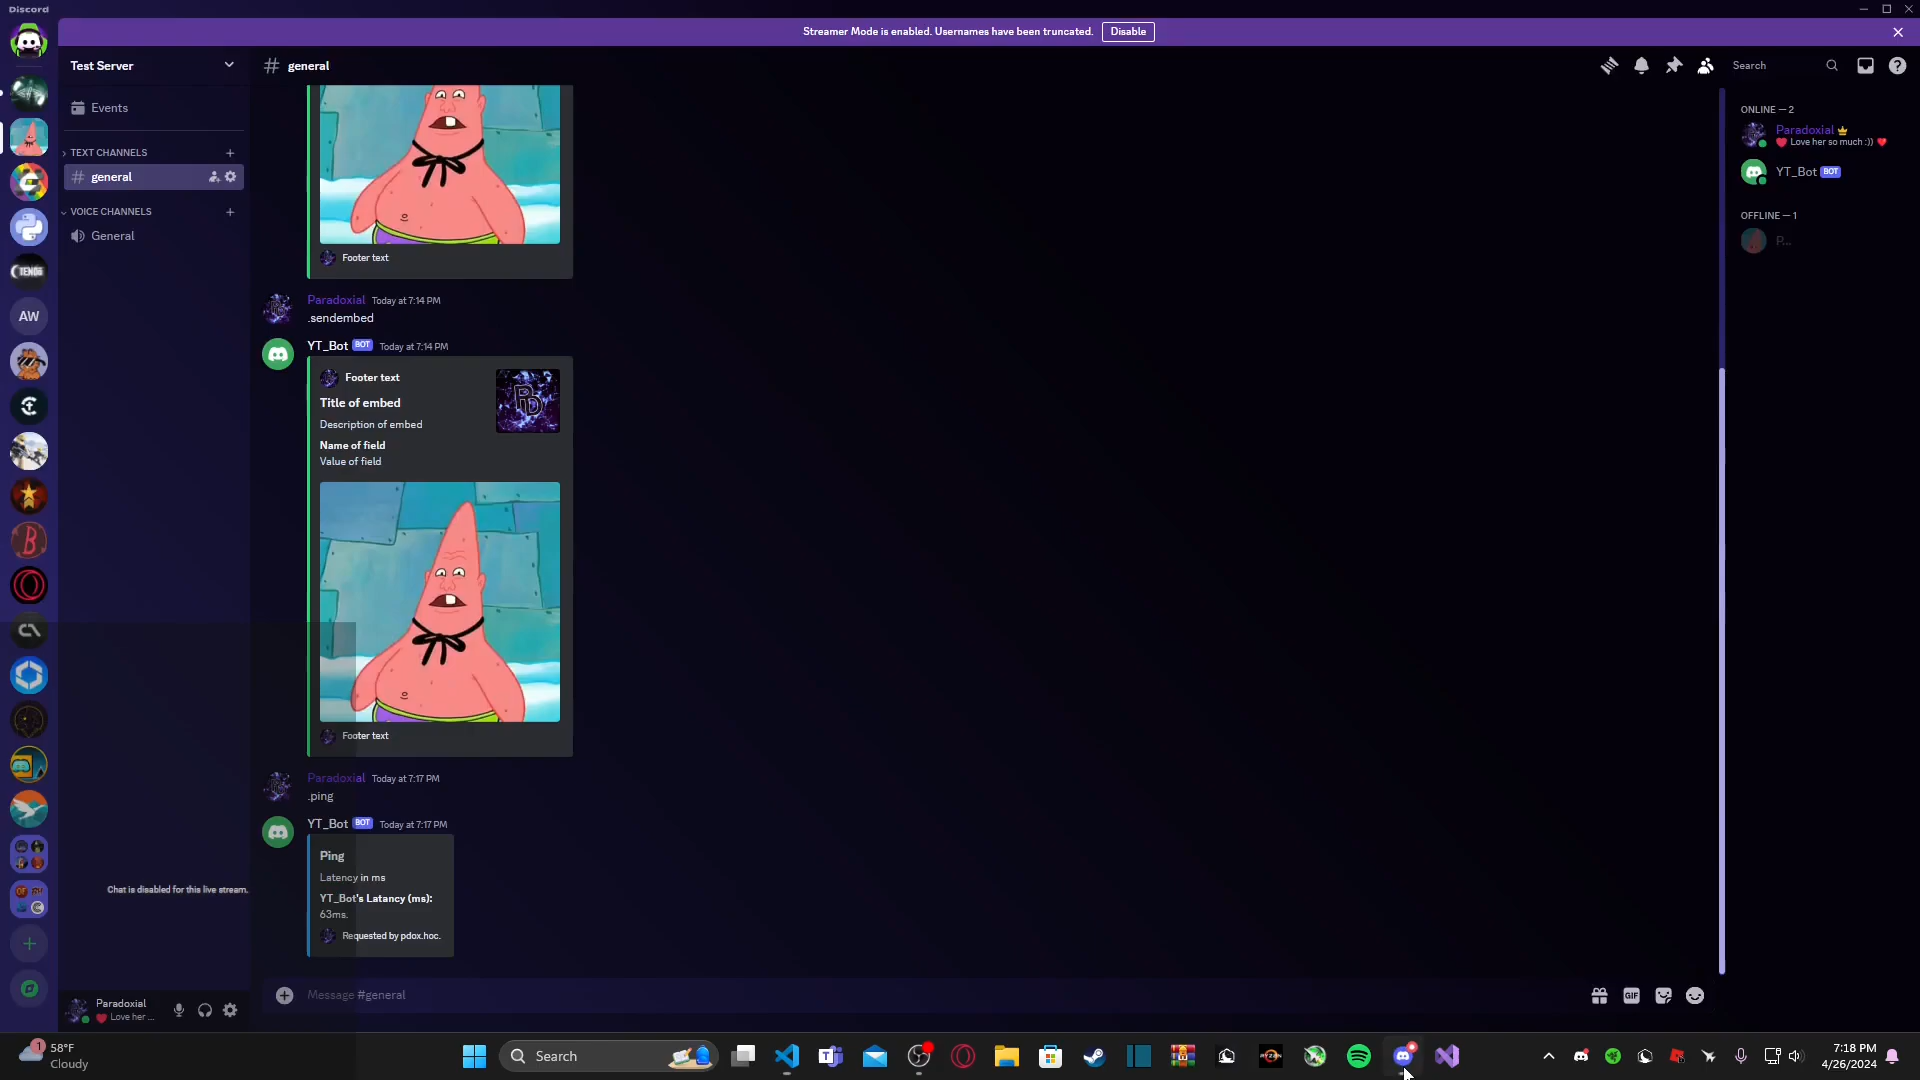 Discord
Streamer Mode is enabled. Usernames have been truncated. Disable
Test Server
general
Search
Events
TEXT CHANNELS
general
VOICE CHANNELS
General
AW
Footer text
Paradoxial Today at 7:14 PM
.sendembed
YT_Bot BOT Today at 7:14 PM
Footer text
Title of embed
Description of embed
Name of field
Value of field
Footer text
Paradoxial Today at 7:17 PM
.ping
YT_Bot BOT Today at 7:17 PM
Ping
Latency in ms
YT_Bot's Latancy (ms):
63ms.
Requested by pdox.hoc.
Chat is disabled for this live stream.
Message #general
GIF
Paradoxial
Love her ...
ONLINE — 2
Paradoxial
Love her so much :))
YT_Bot BOT
OFFLINE — 1
P...
1
58°F
Cloudy
Search
7:18 PM
4/26/2024